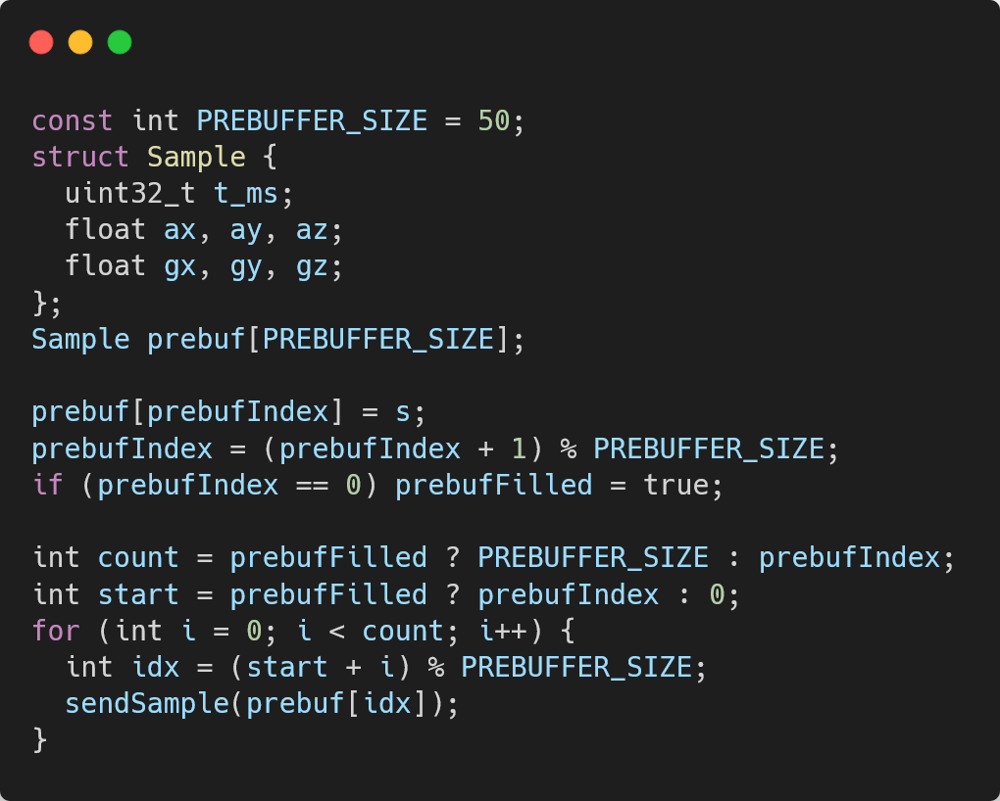 const int PREBUFFER_SIZE = 50;
struct Sample {
  uint32_t t_ms;
  float ax, ay, az;
  float gx, gy, gz;
};
Sample prebuf[PREBUFFER_SIZE];

prebuf[prebufIndex] = s;
prebufIndex = (prebufIndex + 1) % PREBUFFER_SIZE;
if (prebufIndex == 0) prebufFilled = true;

int count = prebufFilled ? PREBUFFER_SIZE : prebufIndex;
int start = prebufFilled ? prebufIndex : 0;
for (int i = 0; i < count; i++) {
  int idx = (start + i) % PREBUFFER_SIZE;
  sendSample(prebuf[idx]);
}